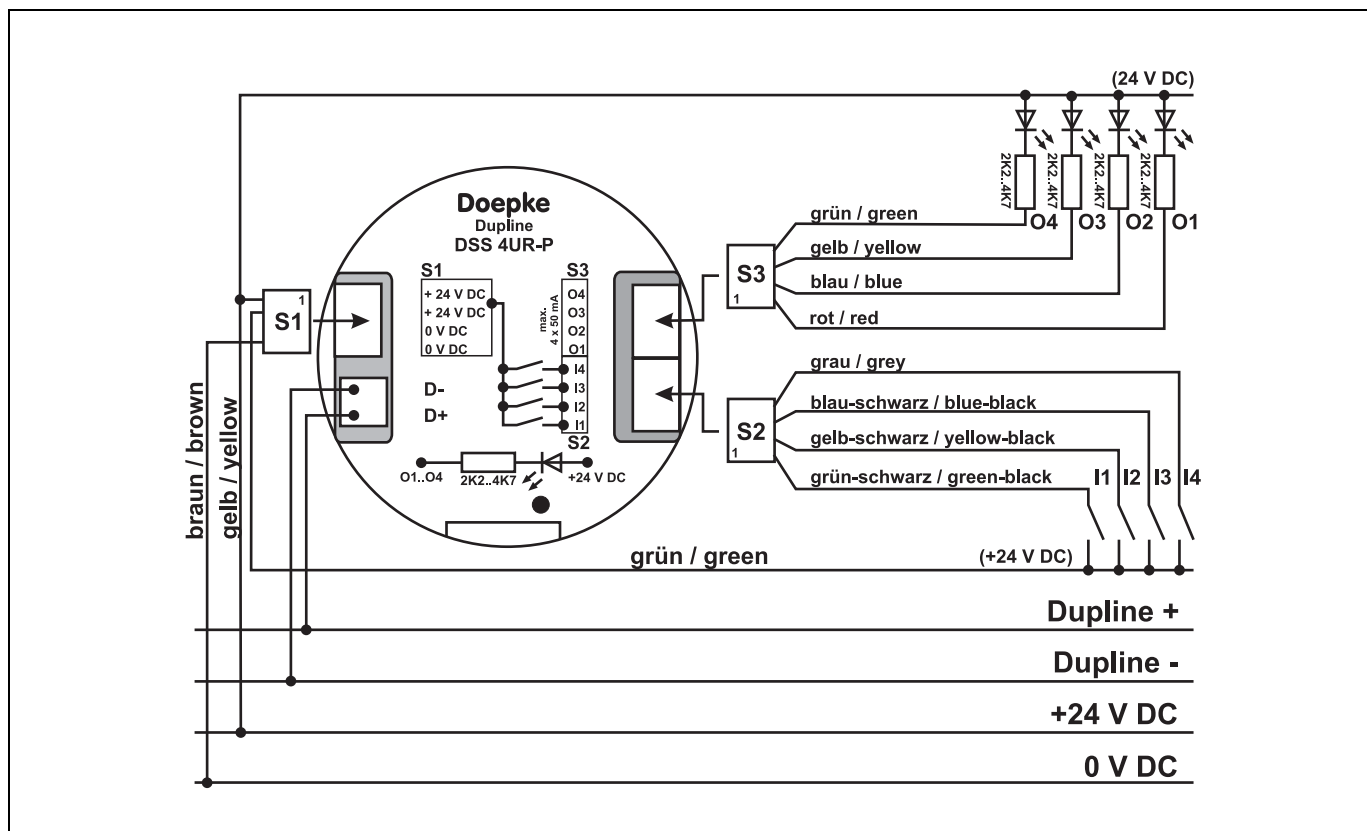 (24 V DC)
2K2..4K7
2K2..4K7
2K2..4K7
2K2..4K7
O4
O3
O2
O1
Doepke
Dupline
DSS 4UR-P
S1
+ 24 V DC
+ 24 V DC
0 V DC
0 V DC
S3
O4
O3
O2
O1
max.
4 x 50 mA
I4
I3
I2
I1
S2
D-
D+
O1..O4
2K2..4K7
+24 V DC
S1
1
braun / brown
gelb / yellow
S3
1
grün / green
gelb / yellow
blau / blue
rot / red
S2
1
grau / grey
blau-schwarz / blue-black
gelb-schwarz / yellow-black
grün-schwarz / green-black
I1
I2
I3
I4
grün / green
(+24 V DC)
Dupline +
Dupline -
+24 V DC
0 V DC